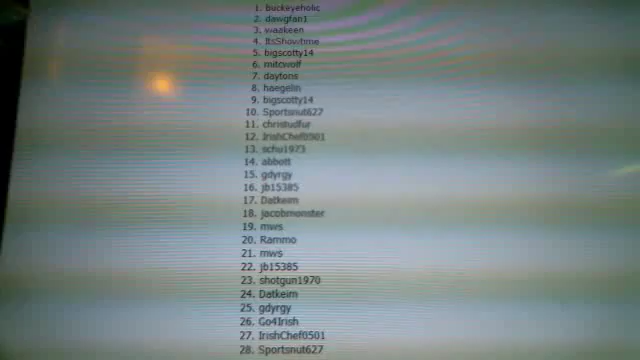 1. buckeyeholic
2. dawgfan1
3. waakeen
4. ItsShowtime
5. bigscotty14
6. mitcwolf
7. daytons
8. haegelin
9. bigscotty14
10. Sportsnut627
11. christudfur
12. IrishChef0501
13. schu1973
14. abbott
15. gdyrgy
16. jb15385
17. Datkeim
18. jacobmonster
19. mws
20. Rammo
21. mws
22. jb15385
23. shotgun1970
24. Datkeim
25. gdyrgy
26. Go4Irish
27. IrishChef0501
28. Sportsnut627